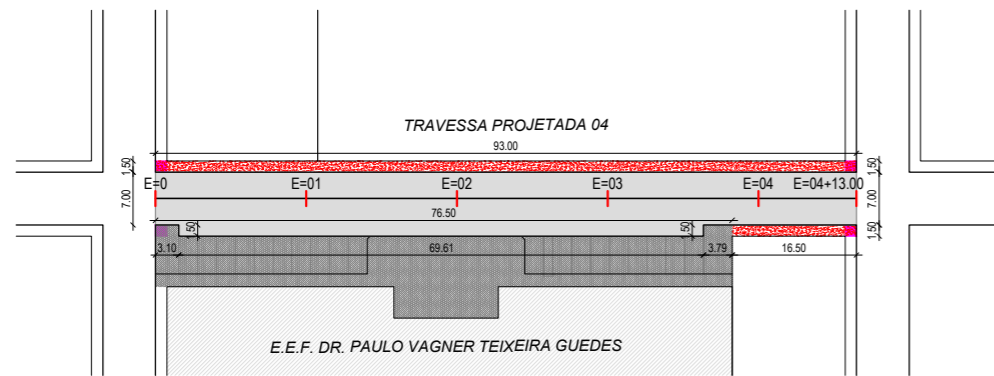 TRAVESSA PROJETADA 04
93.00
1.50
1.50
E=0
E=01
E=02
E=03
E=04
E=04+13.00
7.00
7.00
76.50
.50
.50
1.50
3.10
69.61
3.79
16.50
E.E.F. DR. PAULO VAGNER TEIXEIRA GUEDES